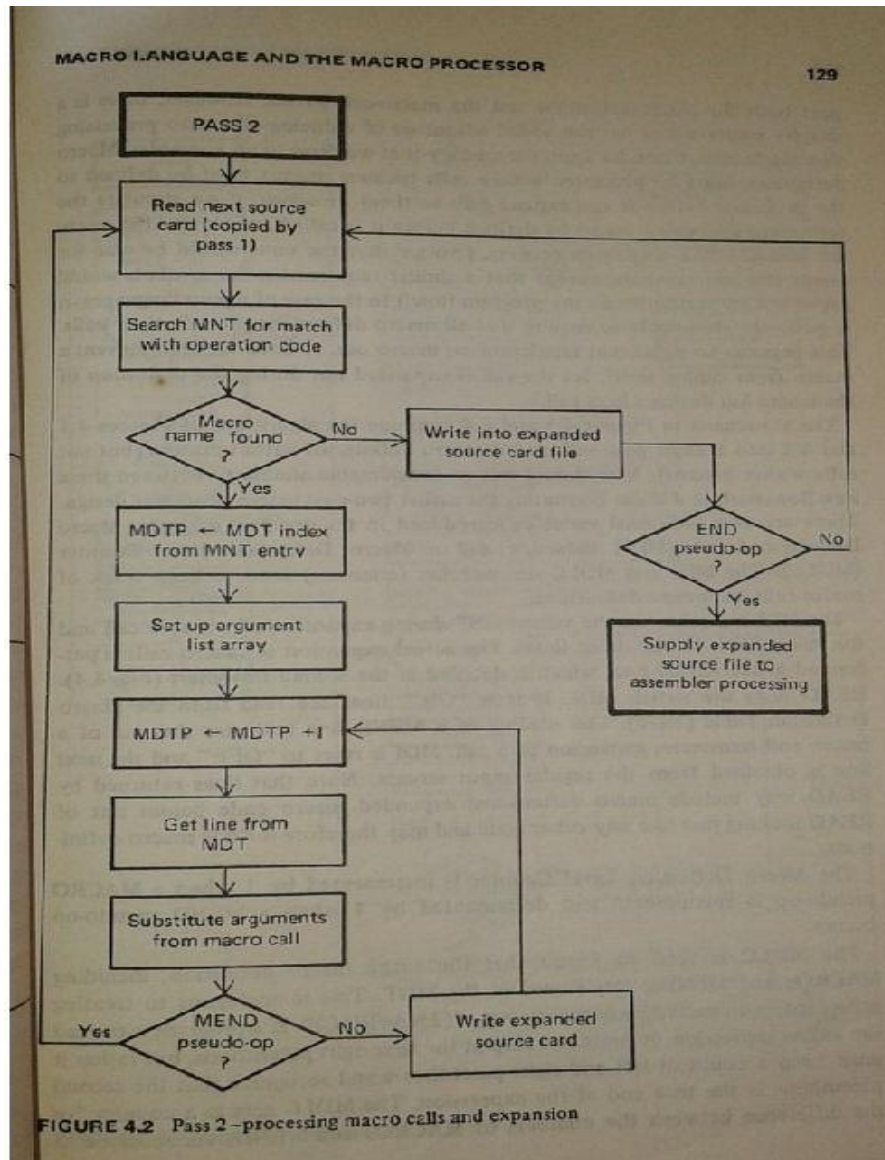 MACRO LANGUAGE AND THE MACRO PROCESSOR
129
PASS 2
Read next source
card (copied by
pass 1)
Search MNT for match
with operation code
Macro
name found
?
No
Write into expanded
source card file
Yes
MDTP ← MDT index
from MNT entry
END
pseudo-op
?
No
Yes
Set up argument
list array
Supply expanded
source file to
assembler processing
MDTP ← MDTP +1
Get line from
MDT
Substitute arguments
from macro call
Yes
MEND
pseudo-op
?
No
Write expanded
source card
FIGURE 4.2 Pass 2–processing macro calls and expansion